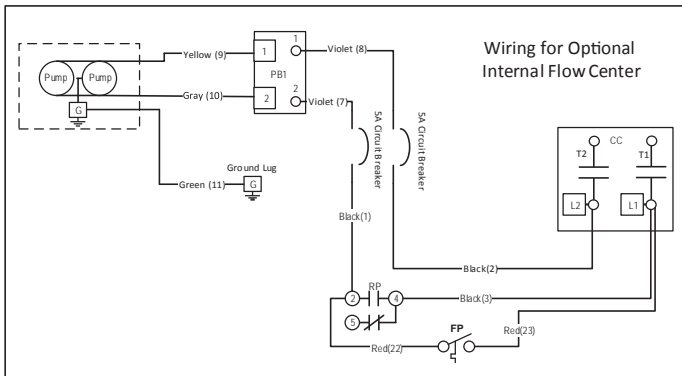 Wiring for Optional
Internal Flow Center
Pump
Pump
G
Yellow (9)
Gray (10)
1
2
PB1
1
2
Violet (8)
Violet (7)
5A Circuit Breaker
5A Circuit Breaker
Ground Lug
Green (11)
G
CC
T2
T1
L2
L1
Black(1)
Black(2)
RP
2
4
5
Black(3)
FP
Red(22)
Red(23)